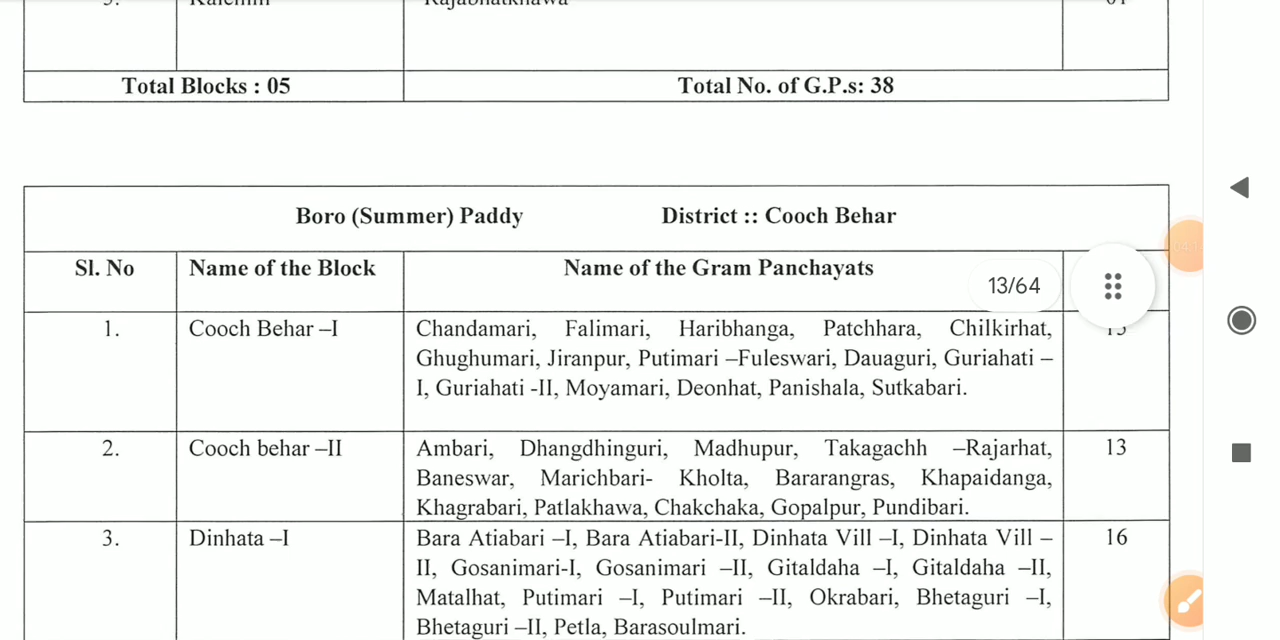 Total Blocks : 05
Total No. of G.P.s: 38
Boro (Summer) Paddy District :: Cooch Behar
Sl. No Name of the Block Name of the Gram Panchayats
13/64
1. Cooch Behar –I Chandamari, Falimari, Haribhanga, Patchhara, Chilkirhat,
Ghughumari, Jiranpur, Putimari –Fuleswari, Dauaguri, Guriahati –
I, Guriahati -II, Moyamari, Deonhat, Panishala, Sutkabari.
2. Cooch behar –II Ambari, Dhangdhinguri, Madhupur, Takagachh –Rajarhat, 13
Baneswar, Marichbari- Kholta, Bararangras, Khapaidanga,
Khagrabari, Patlakhawa, Chakchaka, Gopalpur, Pundibari.
3. Dinhata –I Bara Atiabari –I, Bara Atiabari-II, Dinhata Vill –I, Dinhata Vill – 16
II, Gosanimari-I, Gosanimari –II, Gitaldaha –I, Gitaldaha –II,
Matalhat, Putimari –I, Putimari –II, Okrabari, Bhetaguri –I,
Bhetaguri –II, Petla, Barasoulmari.